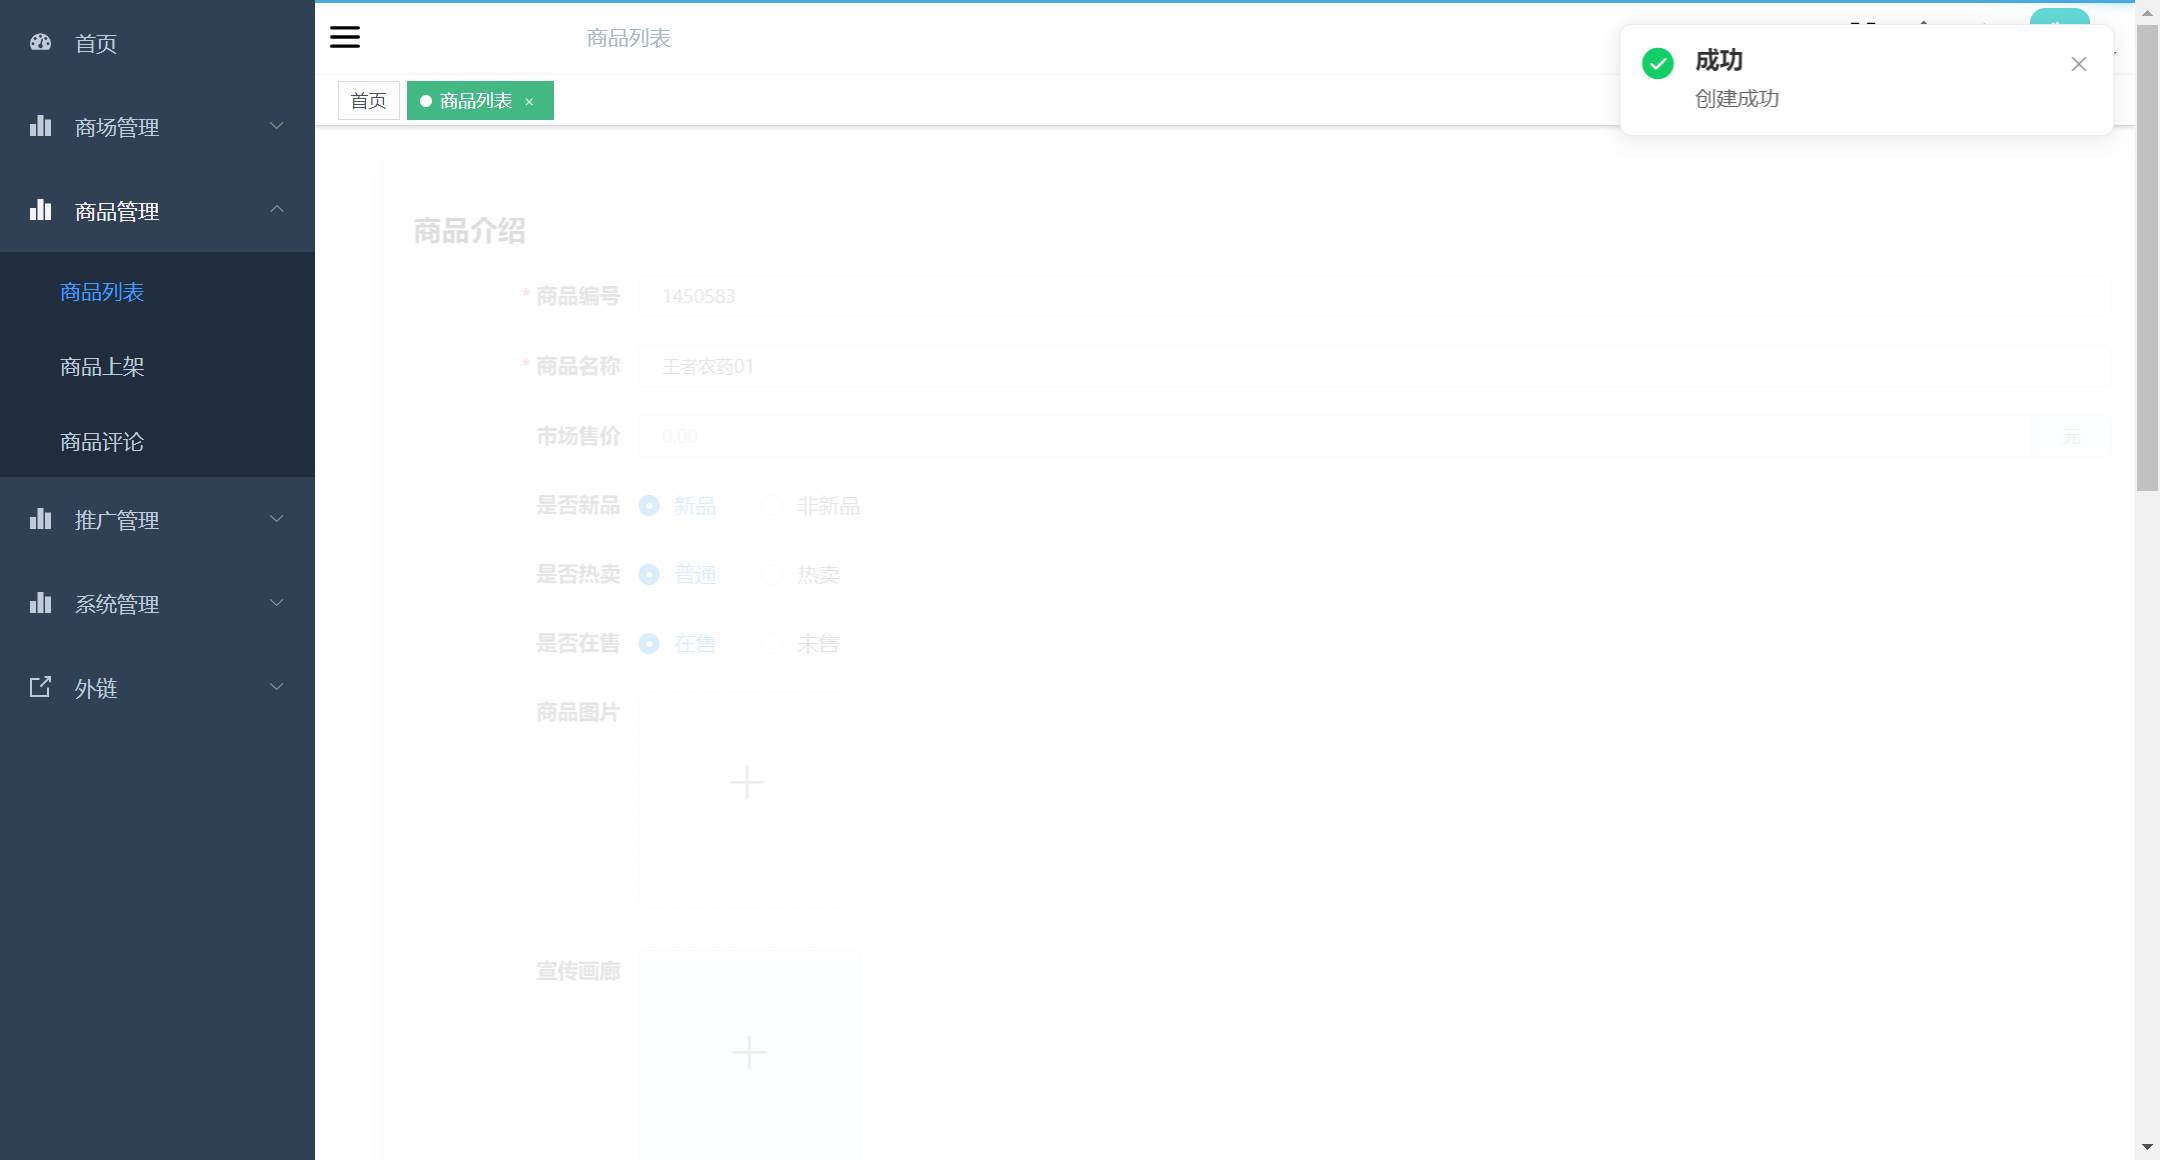 首页
商场管理
商品管理
商品列表
商品上架
商品评论
推广管理
系统管理
外链
商品列表
首页
商品列表 ×
成功
创建成功
商品介绍
* 商品编号 1450583
* 商品名称 王者农药01
市场售价 0.00 元
是否新品 新品 非新品
是否热卖 普通 热卖
是否在售 在售 未售
商品图片
宣传画廊